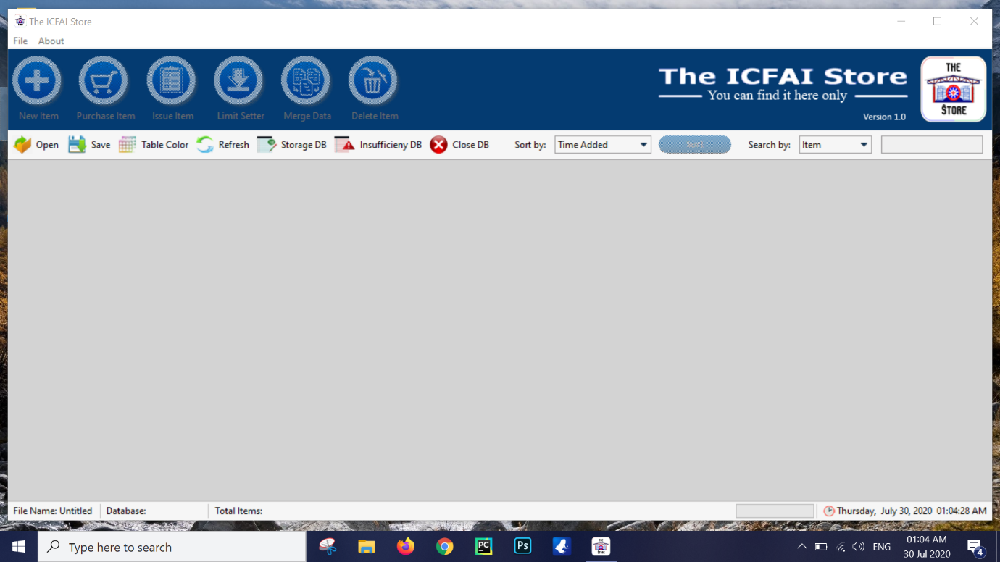 The ICFAI Store
File About
New Item Purchase Item Issue Item Limit Setter Merge Data Delete Item
The ICFAI Store
You can find it here only
Version 1.0
THE
STORE
Open Save Table Color Refresh Storage DB Insufficieny DB Close DB Sort by: Time Added Sort Search by: Item
File Name: Untitled Database: Total Items: Thursday, July 30, 2020 01:04:28 AM
Type here to search
PC Ps THE STORE
ENG
01:04 AM
30 Jul 2020
4